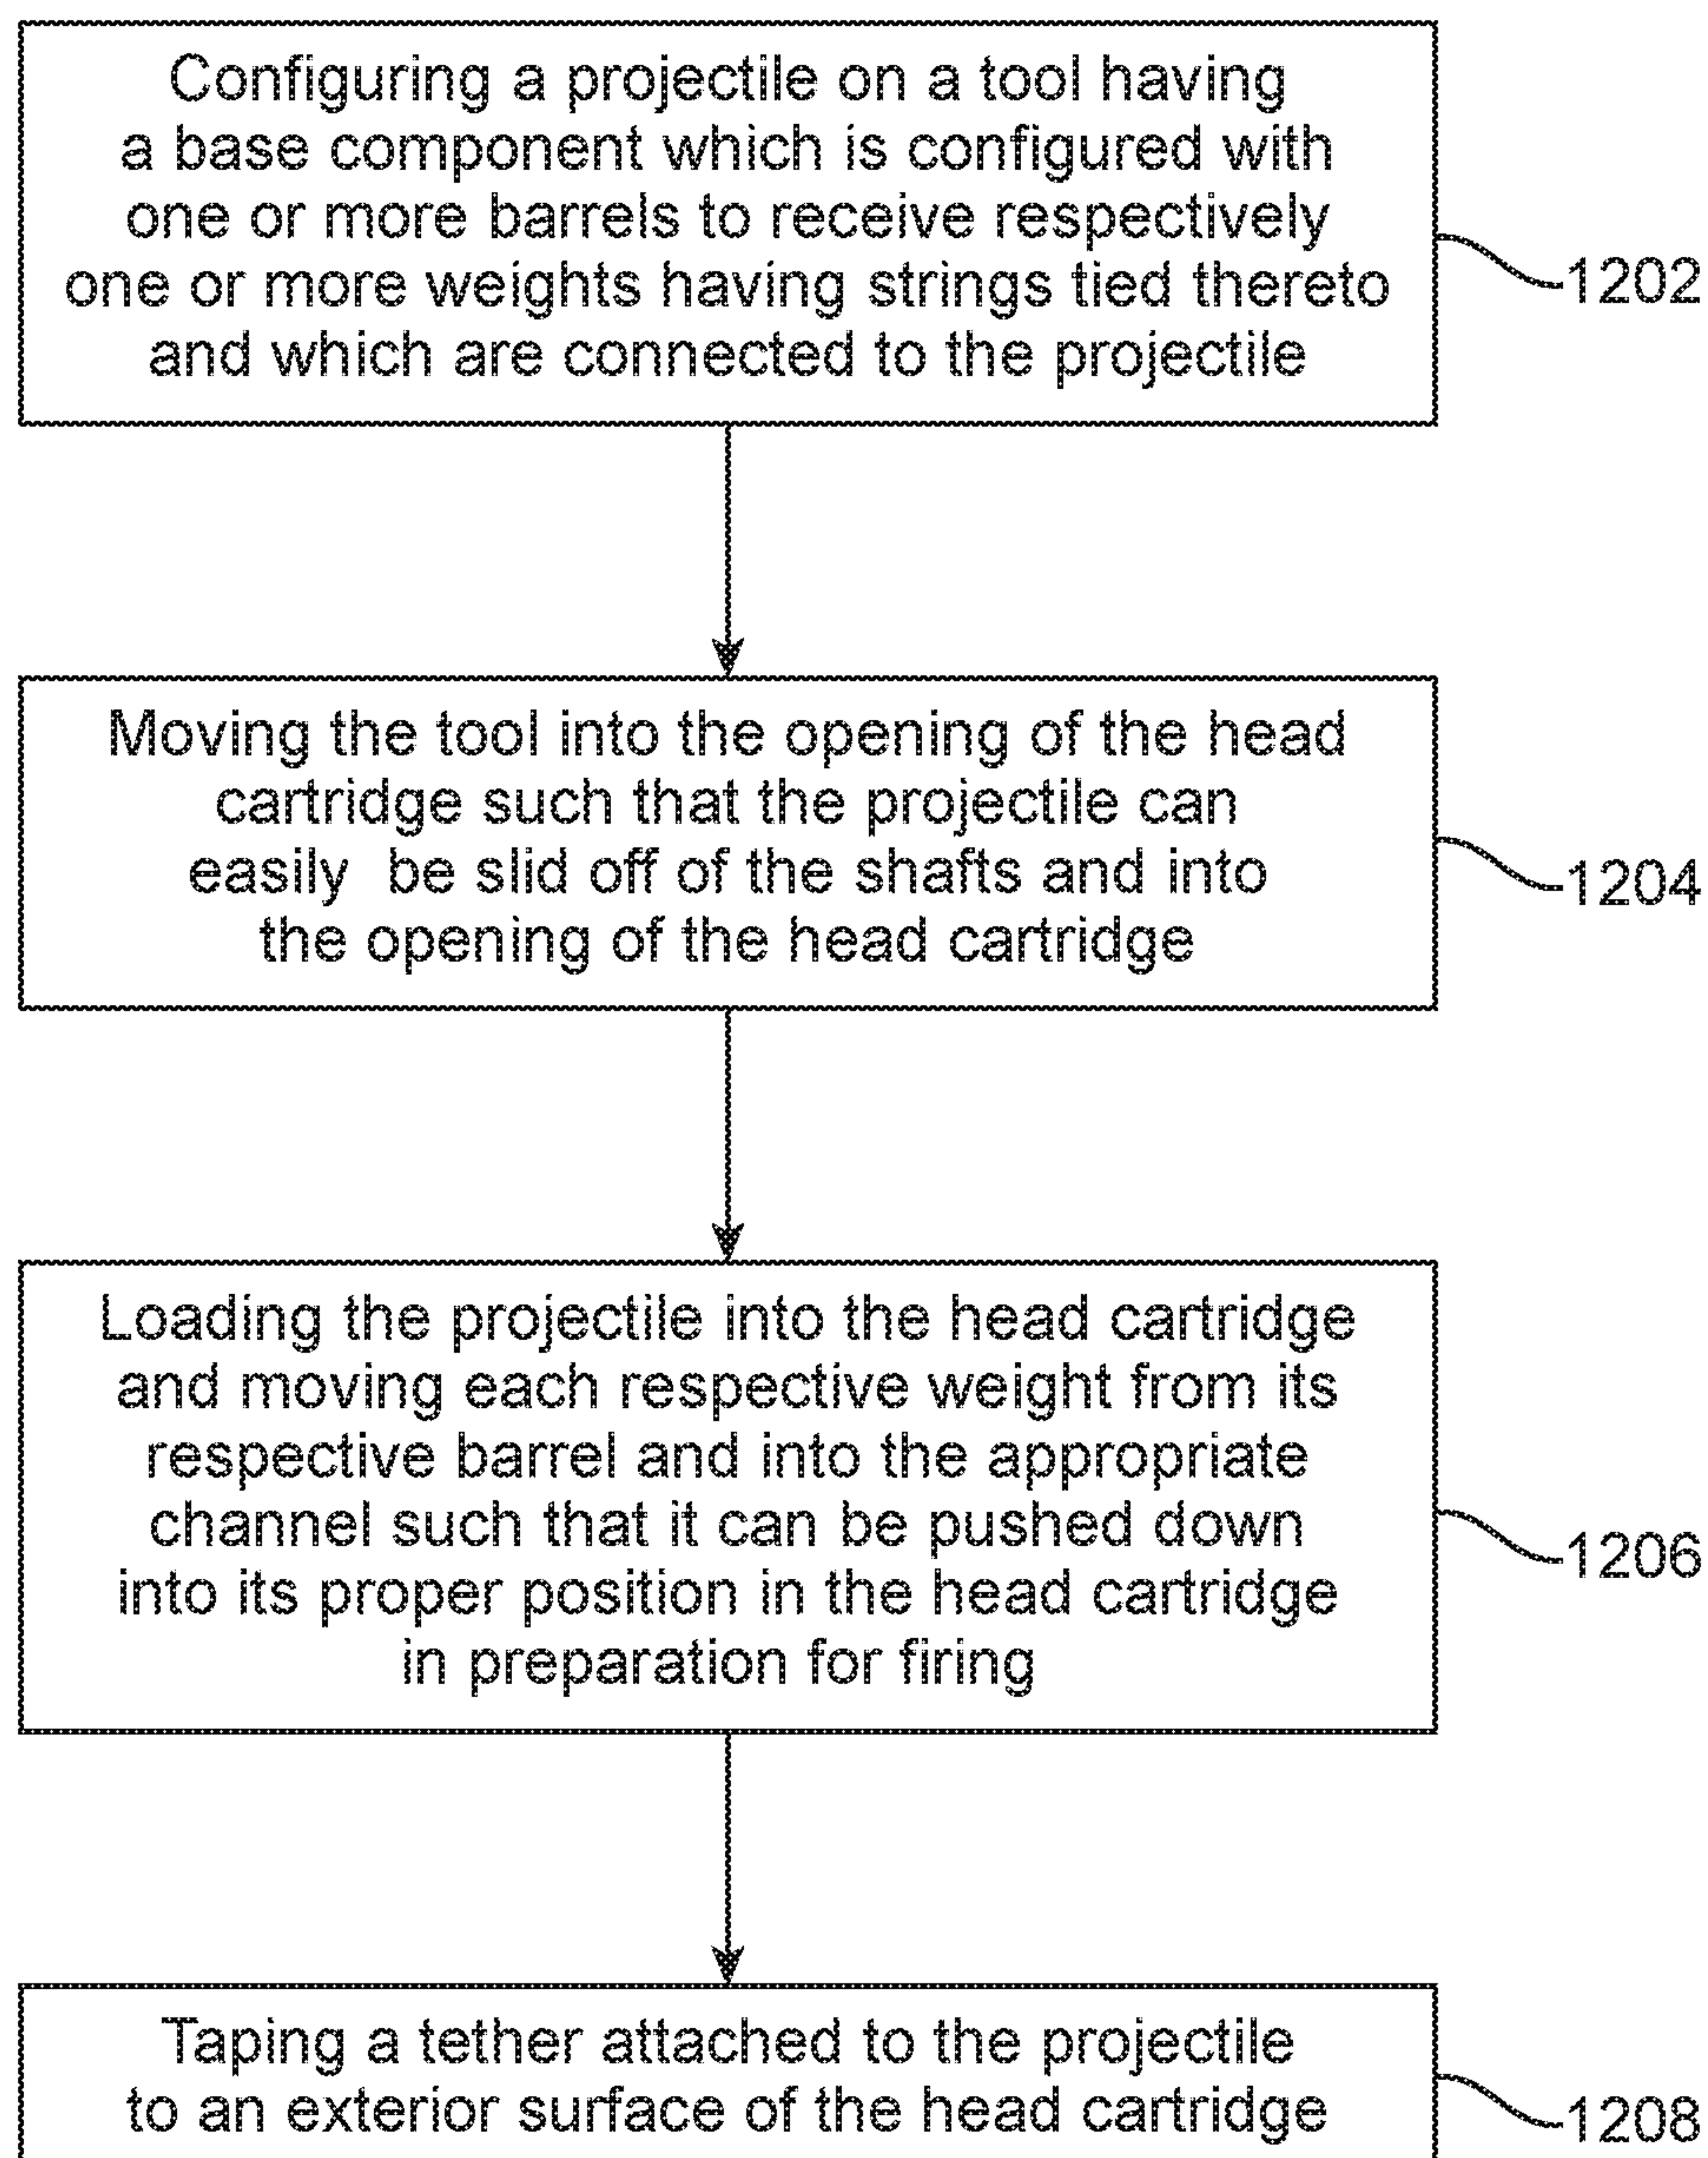 Configuring a projectile on a tool having
a base component which is configured with
one or more barrels to receive respectively
one or more weights having strings tied thereto
and which are connected to the projectile
1202
Moving the tool into the opening of the head
cartridge such that the projectile can
easily be slid off of the shafts and into
the opening of the head cartridge
1204
Loading the projectile into the head cartridge
and moving each respective weight from its
respective barrel and into the appropriate
channel such that it can be pushed down
into its proper position in the head cartridge
in preparation for firing
1206
Taping a tether attached to the projectile
to an exterior surface of the head cartridge
1208